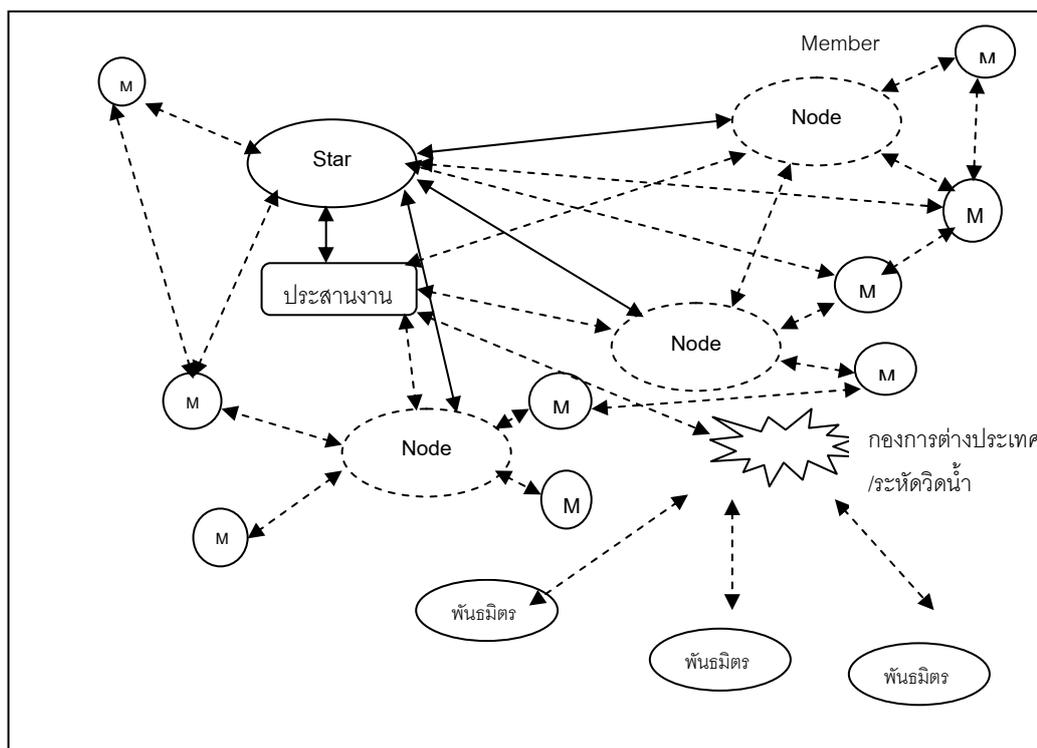 Member
M
M
Node
Star
M
ประสานงาน
M
Node
M
M
M
Node
กองการต่างประเทศ
/ระหัดวิดน้ำ
M
M
พันธมิตร
พันธมิตร
พันธมิตร